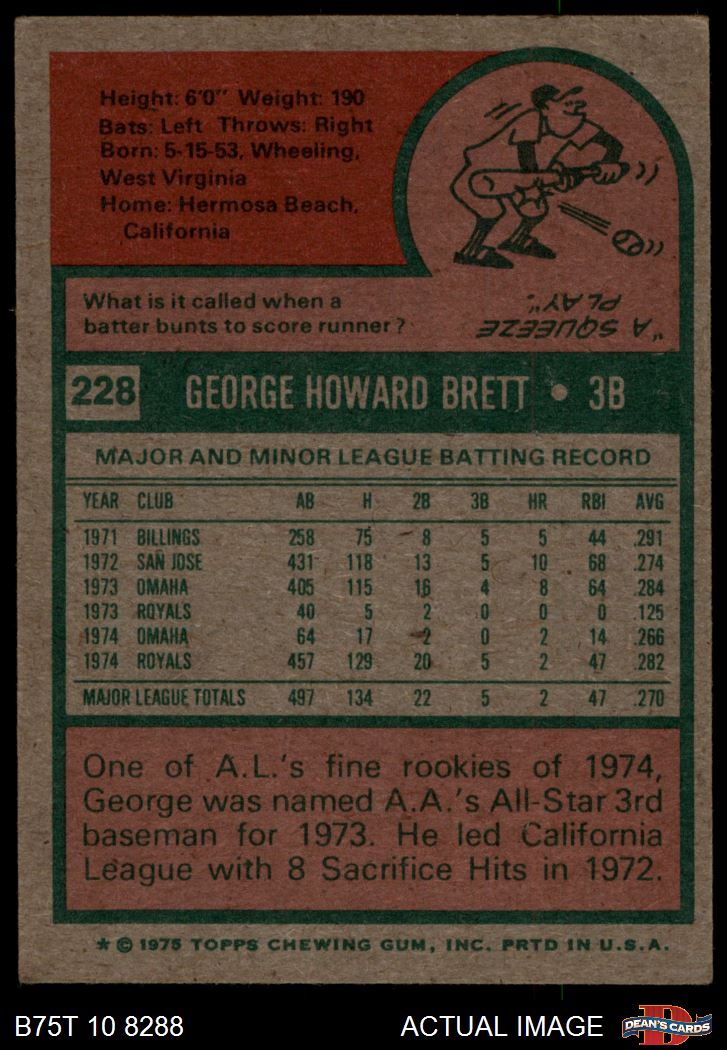 Height: 6'0" Weight: 190
Bats: Left Throws: Right
Born: 5-15-53, Wheeling,
West Virginia
Home: Hermosa Beach,
California
What is it called when a
batter bunts to score runner?
"A SQUEEZE
PLAY".
228 GEORGE HOWARD BRETT • 3B
MAJOR AND MINOR LEAGUE BATTING RECORD
YEAR CLUB AB H 2B 3B HR RBI AVG
1971 BILLINGS 258 75 8 5 5 44 .291
1972 SAN JOSE 431 118 13 5 10 68 .274
1973 OMAHA 405 115 16 4 8 64 .284
1973 ROYALS 40 5 2 0 0 0 .125
1974 OMAHA 64 17 2 0 2 14 .266
1974 ROYALS 457 129 20 5 2 47 .282
MAJOR LEAGUE TOTALS 497 134 22 5 2 47 .270
One of A.L.'s fine rookies of 1974,
George was named A.A.'s All-Star 3rd
baseman for 1973. He led California
League with 8 Sacrifice Hits in 1972.
* © 1975 TOPPS CHEWING GUM, INC. PRTD IN U.S.A.
B75T 10 8288 ACTUAL IMAGE D DEAN'S CARDS